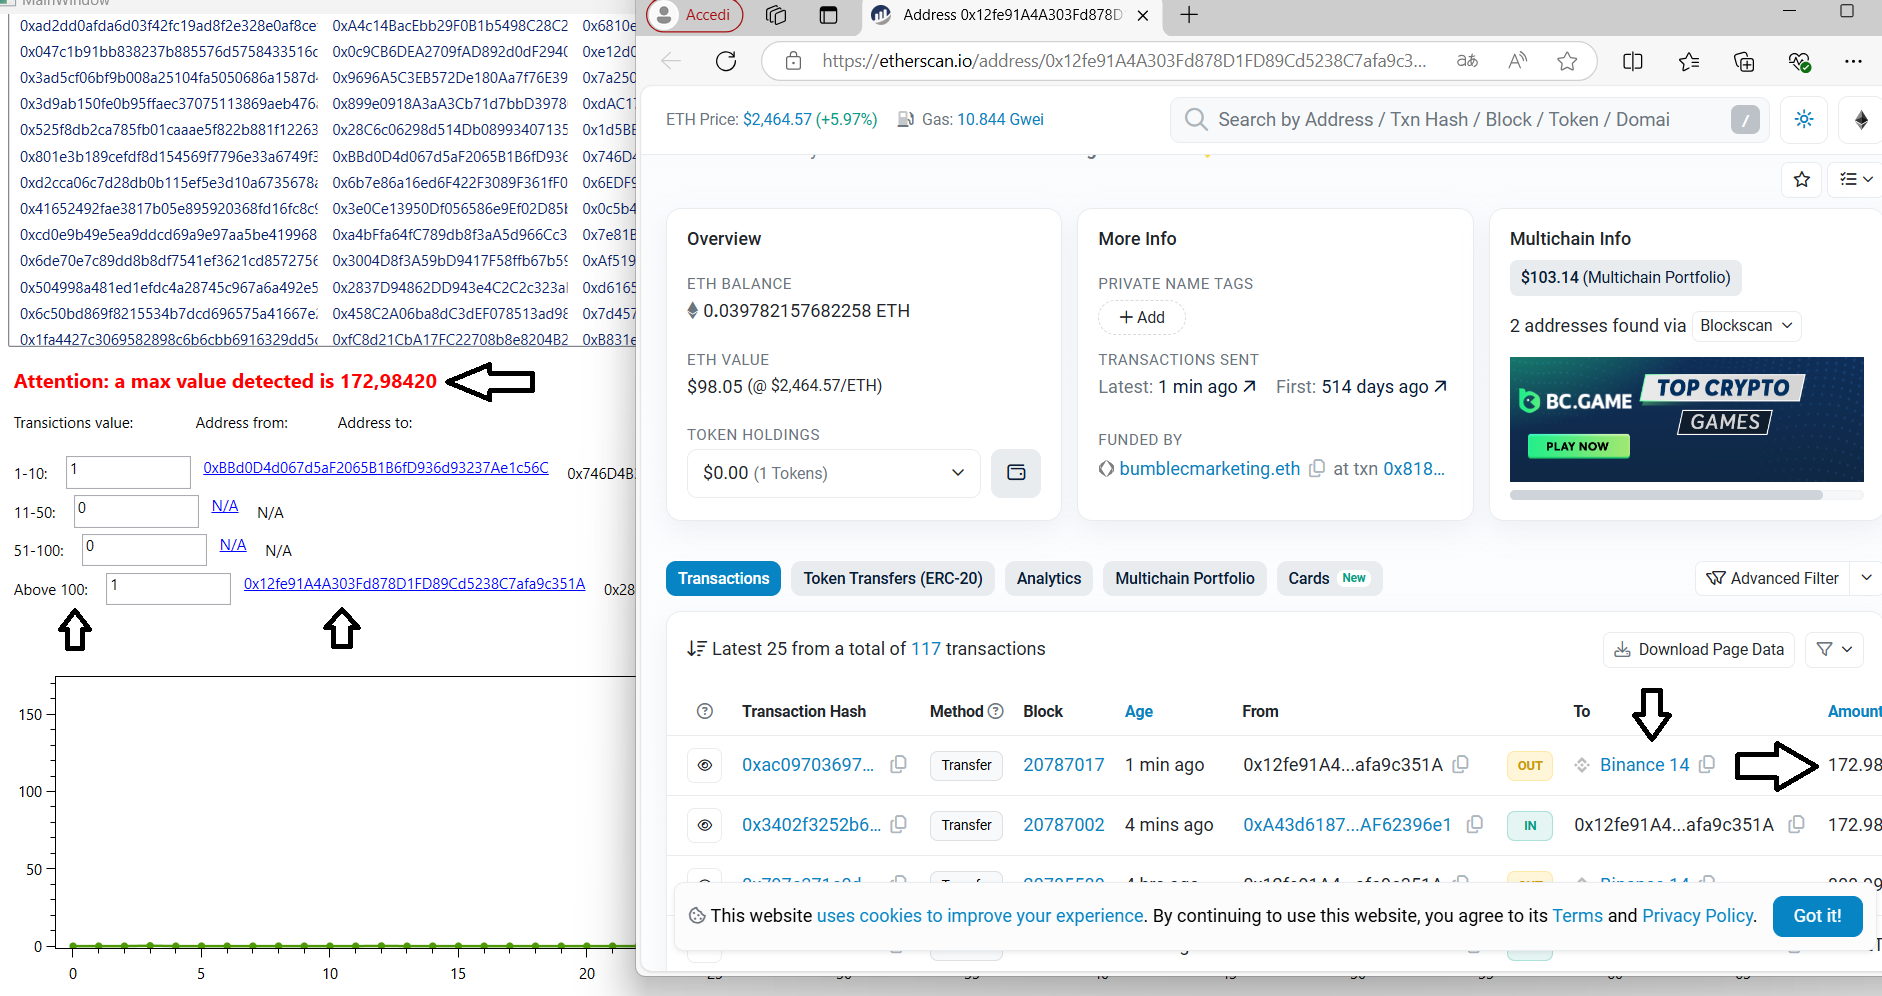 MainWindow
0xad2dd0afda6d03f42fc19ad8f2e328e0af8ce 0xA4c14BacEbb29F0B1b5498C28C2 0x6810e
0x047c1b91bb838237b885576d5758433516c 0x0c9CB6DEA2709fAD892d0dF294 0xe12d0
0x3ad5cf06bf9b008a25104fa5050686a1587d 0x9696A5C3EB572De180Aa7f76E39 0x7a250
0x3d9ab150fe0b95ffaec37075113869aeb476 0x899e0918A3aA3Cb71d7bbD3978 0xdAC17
0x525f8db2ca785fb01caaae5f822b881f12263 0x28C6c06298d514Db08993407135 0x1d5BE
0x801e3b189cefdf8d154569f7796e33a6749f3 0xBBd0D4d067d5aF2065B1B6fD936 0x746D4
0xd2cca06c7d28db0b115ef5e3d10a6735678 0x6b7e86a16ed6F422F3089F361fF0 0x6EDF9
0x41652492fae3817b05e895920368fd16fc8c 0x3e0Ce13950Df056586e9Ef02D85 0x0c5b4
0xcd0e9b49e5ea9ddcd69a9e97aa5be419968 0xa4bFfa64fC789db8f3aA5d966Cc3 0x7e81B
0x6de70e7c89dd8b8df7541ef3621cd8572756 0x3004D8f3A59bD9417F58ffb67b59 0xAf519
0x504998a481ed1efdc4a28745c967a6a492e5 0x2837D94862DD943e4C2C2c323a 0xd6165
0x6c50bd869f8215534b7dcd696575a41667e 0x458C2A06ba8dC3dEF078513ad98 0x7d457
0x1fa4427c3069582898c6b6cbb6916329dd5 0xfC8d21CbA17FC22708b8e8204B2 0xB831e
Attention: a max value detected is 172,98420
Transictions value: Address from: Address to:
1-10: 1 0xBBd0D4d067d5aF2065B1B6fD936d93237Ae1c56C 0x746D4B
11-50: 0 N/A N/A
51-100: 0 N/A N/A
Above 100: 1 0x12fe91A4A303Fd878D1FD89Cd5238C7afa9c351A 0x28
150
100
50
0
0 5 10 15 20
Accedi
Address 0x12fe91A4A303Fd878D
https://etherscan.io/address/0x12fe91A4A303Fd878D1FD89Cd5238C7afa9c3...
ETH Price: $2,464.57 (+5.97%) Gas: 10.844 Gwei
Search by Address / Txn Hash / Block / Token / Domai /
Overview
ETH BALANCE
0.039782157682258 ETH
ETH VALUE
$98.05 (@ $2,464.57/ETH)
TOKEN HOLDINGS
$0.00 (1 Tokens)
More Info
PRIVATE NAME TAGS
+ Add
TRANSACTIONS SENT
Latest: 1 min ago First: 514 days ago
FUNDED BY
bumblecmarketing.eth at txn 0x818...
Multichain Info
$103.14 (Multichain Portfolio)
2 addresses found via Blockscan
BC.GAME
TOP CRYPTO
GAMES
PLAY NOW
Transactions Token Transfers (ERC-20) Analytics Multichain Portfolio Cards New
Advanced Filter
Latest 25 from a total of 117 transactions
Download Page Data
Transaction Hash Method Block Age From To Amount
0xac09703697... Transfer 20787017 1 min ago 0x12fe91A4...afa9c351A OUT Binance 14 172.98
0x3402f3252b6... Transfer 20787002 4 mins ago 0xA43d6187...AF62396e1 IN 0x12fe91A4...afa9c351A 172.98
This website uses cookies to improve your experience. By continuing to use this website, you agree to its Terms and Privacy Policy.
Got it!